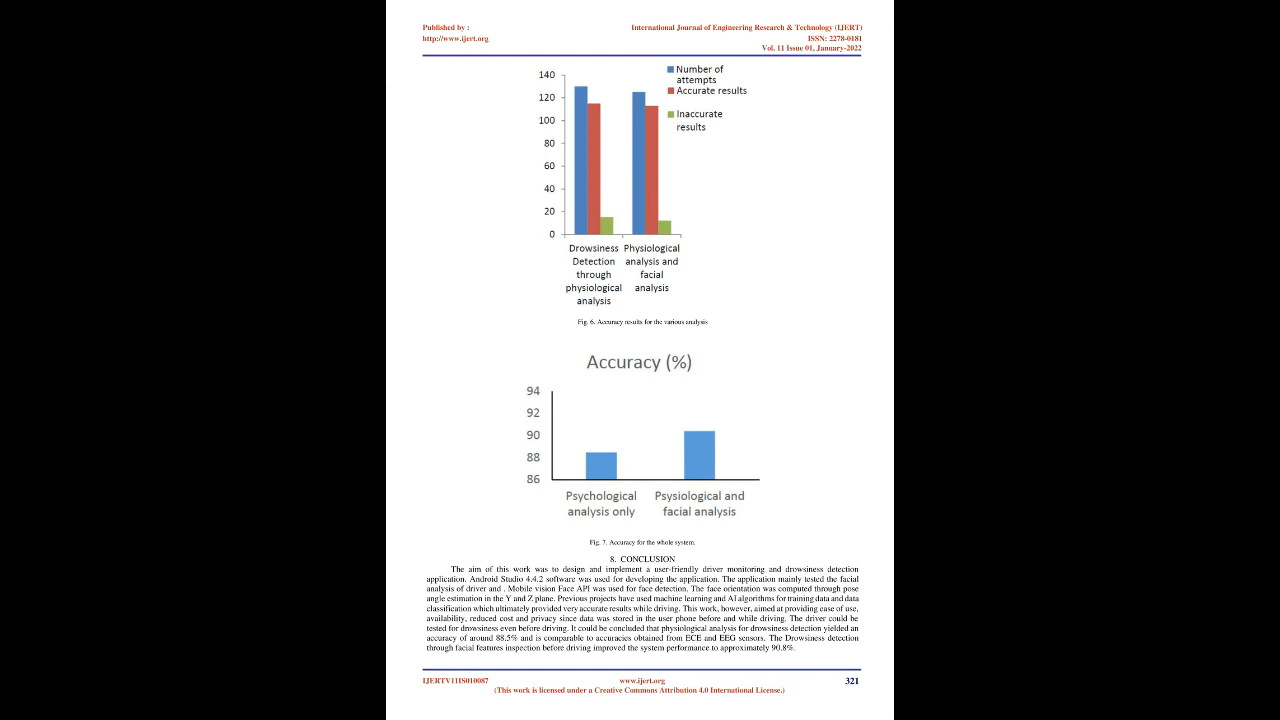 Published by :
International Journal of Engineering Research & Technology (IJERT)
http://www.ijert.org
ISSN: 2278-0181
Vol. 11 Issue 01, January-2022
140
120
100
80
60
40
20
0
Number of
attempts
Accurate results
Inaccurate
results
Drowsiness
Detection
through
physiological
analysis
Physiological
analysis and
facial
analysis
Fig. 6. Accuracy results for the various analysis
Accuracy (%)
94
92
90
88
86
Psychological
analysis only
Psysiological and
facial analysis
Fig. 7. Accuracy for the whole system.
8. CONCLUSION
The aim of this work was to design and implement a user-friendly driver monitoring and drowsiness detection
application. Android Studio 4.4.2 software was used for developing the application. The application mainly tested the facial
analysis of driver and . Mobile vision Face API was used for face detection. The face orientation was computed through pose
angle estimation in the Y and Z plane. Previous projects have used machine learning and AI algorithms for training data and data
classification which ultimately provided very accurate results while driving. This work, however, aimed at providing ease of use,
availability, reduced cost and privacy since data was stored in the user phone before and while driving. The driver could be
tested for drowsiness even before driving. It could be concluded that physiological analysis for drowsiness detection yielded an
accuracy of around 88.5% and is comparable to accuracies obtained from ECE and EEG sensors. The Drowsiness detection
through facial features inspection before driving improved the system performance to approximately 90.8%.
IJERTV11IS010087
www.ijert.org
321
(This work is licensed under a Creative Commons Attribution 4.0 International License.)